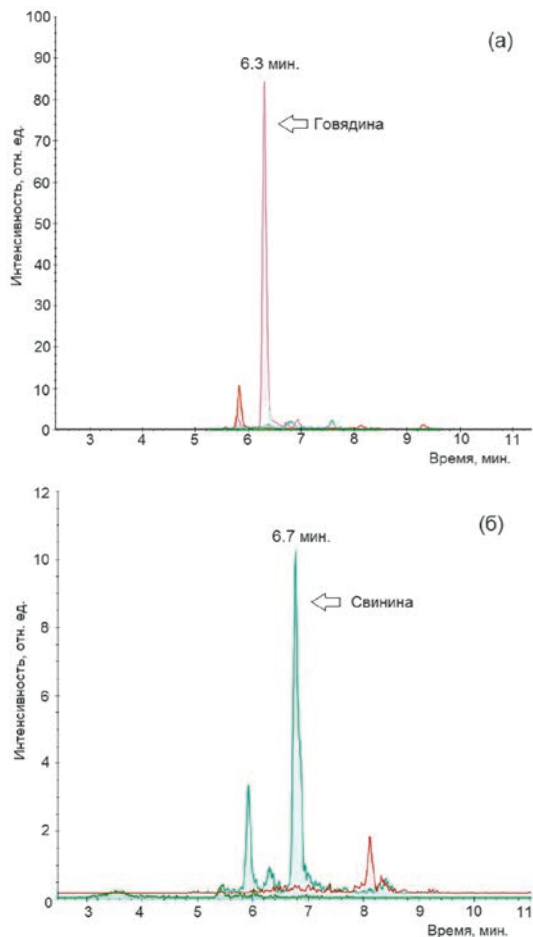 (а)
100
90
80
70
60
50
40
30
20
10
0
Интенсивность, отн. ед.
6.3 мин.
Говядина
3 4 5 6 7 8 9 10 11
Время, мин.
(б)
12
10
8
6
4
2
0
Интенсивность, отн. ед.
6.7 мин.
Свинина
3 4 5 6 7 8 9 10 11
Время, мин.